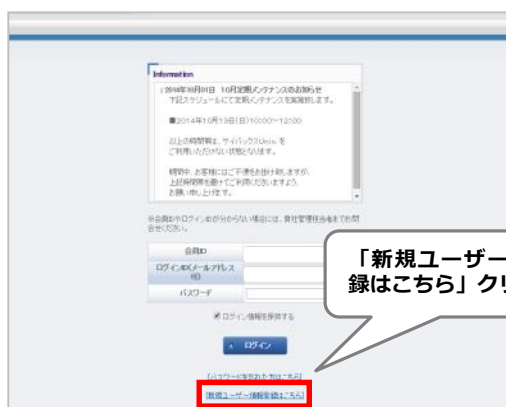 Information
2014年10月01日 10月定期メンテナンスのお知らせ
下記スケジュールにて定期メンテナンスを実施致します。
■2014年10月19日(日)10:00~12:00
以上の時間帯は、サイバックスUniv.を
ご利用いただけない状態となります。
期間中、お客様にはご不便をお掛け致しますが、
上記時間帯を避けてご利用くださいますよう、
お願い申し上げます。
※会員IDやログインIDが分からない場合には、貴社管理担当者までお問
合せください。
会員ID
ログインID(メールアドレス
可)
パスワード
ログイン情報を保持する
ログイン
[パスワードを忘れた方はこちら]
[新規ユーザー情報登録はこちら]
「新規ユーザー
録はこちら」クリ